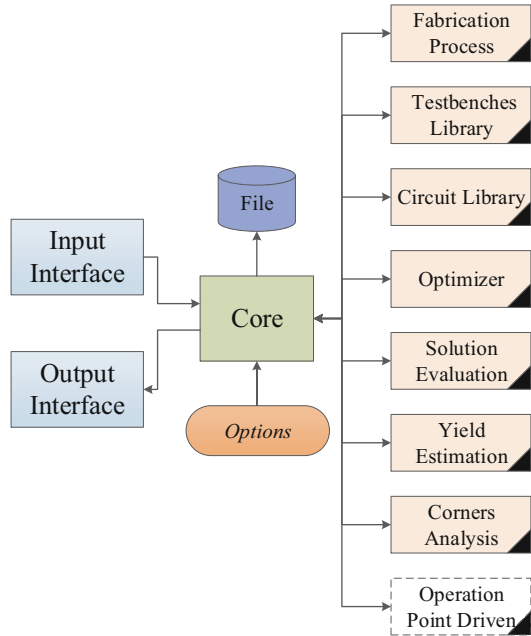 Fabrication
Process
Testbenches
Library
Circuit Library
Optimizer
Solution
Evaluation
Yield
Estimation
Corners
Analysis
Operation
Point Driven
File
Input
Interface
Core
Output
Interface
Options